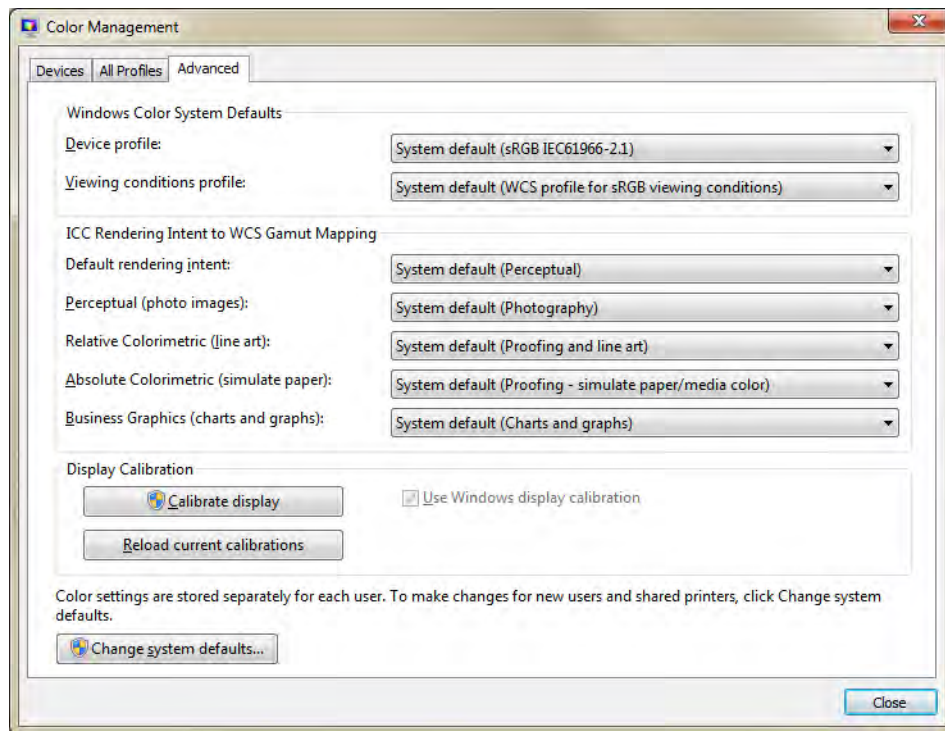 Color Management
Devices All Profiles Advanced
Windows Color System Defaults
Device profile: System default (sRGB IEC61966-2.1)
Viewing conditions profile: System default (WCS profile for sRGB viewing conditions)
ICC Rendering Intent to WCS Gamut Mapping
Default rendering intent: System default (Perceptual)
Perceptual (photo images): System default (Photography)
Relative Colorimetric (line art): System default (Proofing and line art)
Absolute Colorimetric (simulate paper): System default (Proofing - simulate paper/media color)
Business Graphics (charts and graphs): System default (Charts and graphs)
Display Calibration
Calibrate display Use Windows display calibration
Reload current calibrations
Color settings are stored separately for each user. To make changes for new users and shared printers, click Change system
defaults.
Change system defaults...
Close